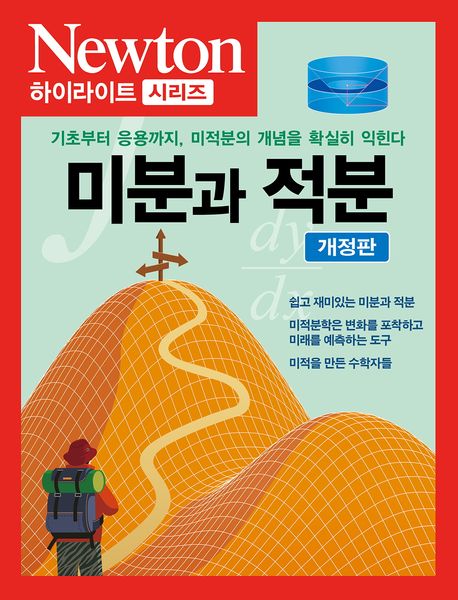 Newton
하이라이트 시리즈
기초부터 응용까지, 미적분의 개념을 확실히 익힌다
미분과 적분
개정판
∫
dy
dx
쉽고 재미있는 미분과 적분
미적분학은 변화를 포착하고
미래를 예측하는 도구
미적을 만든 수학자들